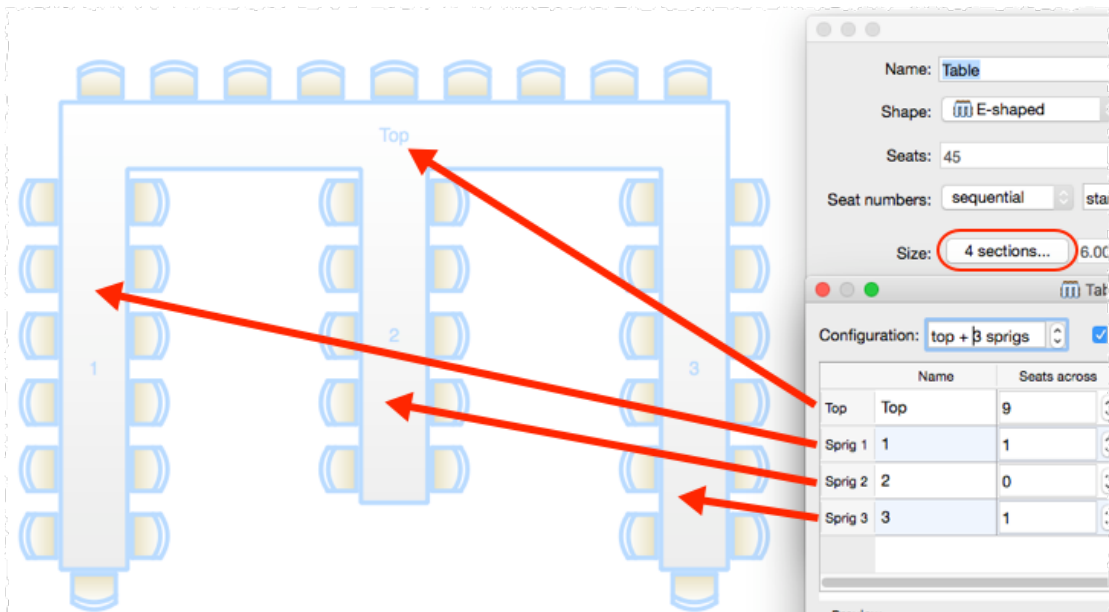 Top
1
2
3
Name: Table
Shape: E-shaped
Seats: 45
Seat numbers: sequential
Size: 4 sections... 6.00
Configuration: top + 3 sprigs
Name Seats across
Top Top 9
Sprig 1 1 1
Sprig 2 2 0
Sprig 3 3 1